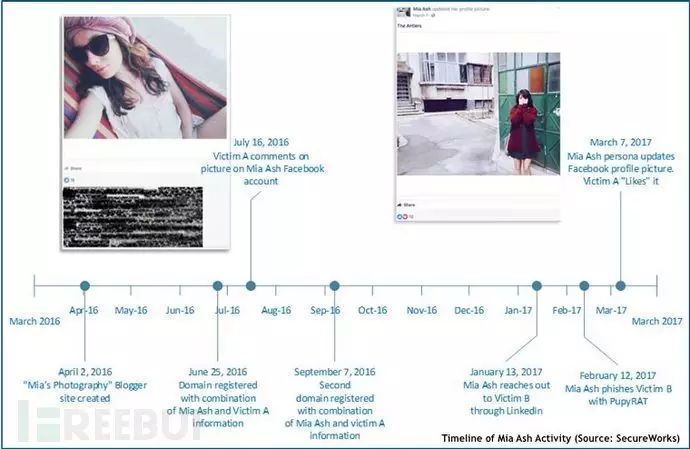 Mia Ash updated her profile picture.
March 7
The Antlers
Share
Share
July 16, 2016
Victim A comments on
picture on Mia Ash Facebook
account
March 7, 2017
Mia Ash persona updates
Facebook profile picture.
Victim A "Likes" it
March 2016
Apr-16
May-16
Jun-16
Jul-16
Aug-16
Sep-16
Oct-16
Nov-16
Dec-16
Jan-17
Feb-17
Mar-17
March 2017
April 2, 2016
"Mia's Photography" Blogger
site created
June 25, 2016
Domain registered
with combination
of Mia Ash and Victim A
information
September 7, 2016
Second
domain registered
with combination
of Mia Ash and victim A
information
January 13, 2017
Mia Ash reaches out
to Victim B
through LinkedIn
February 12, 2017
Mia Ash phishes Victim B
with PupyRAT
FREEBUF
Timeline of Mia Ash Activity (Source: SecureWorks)